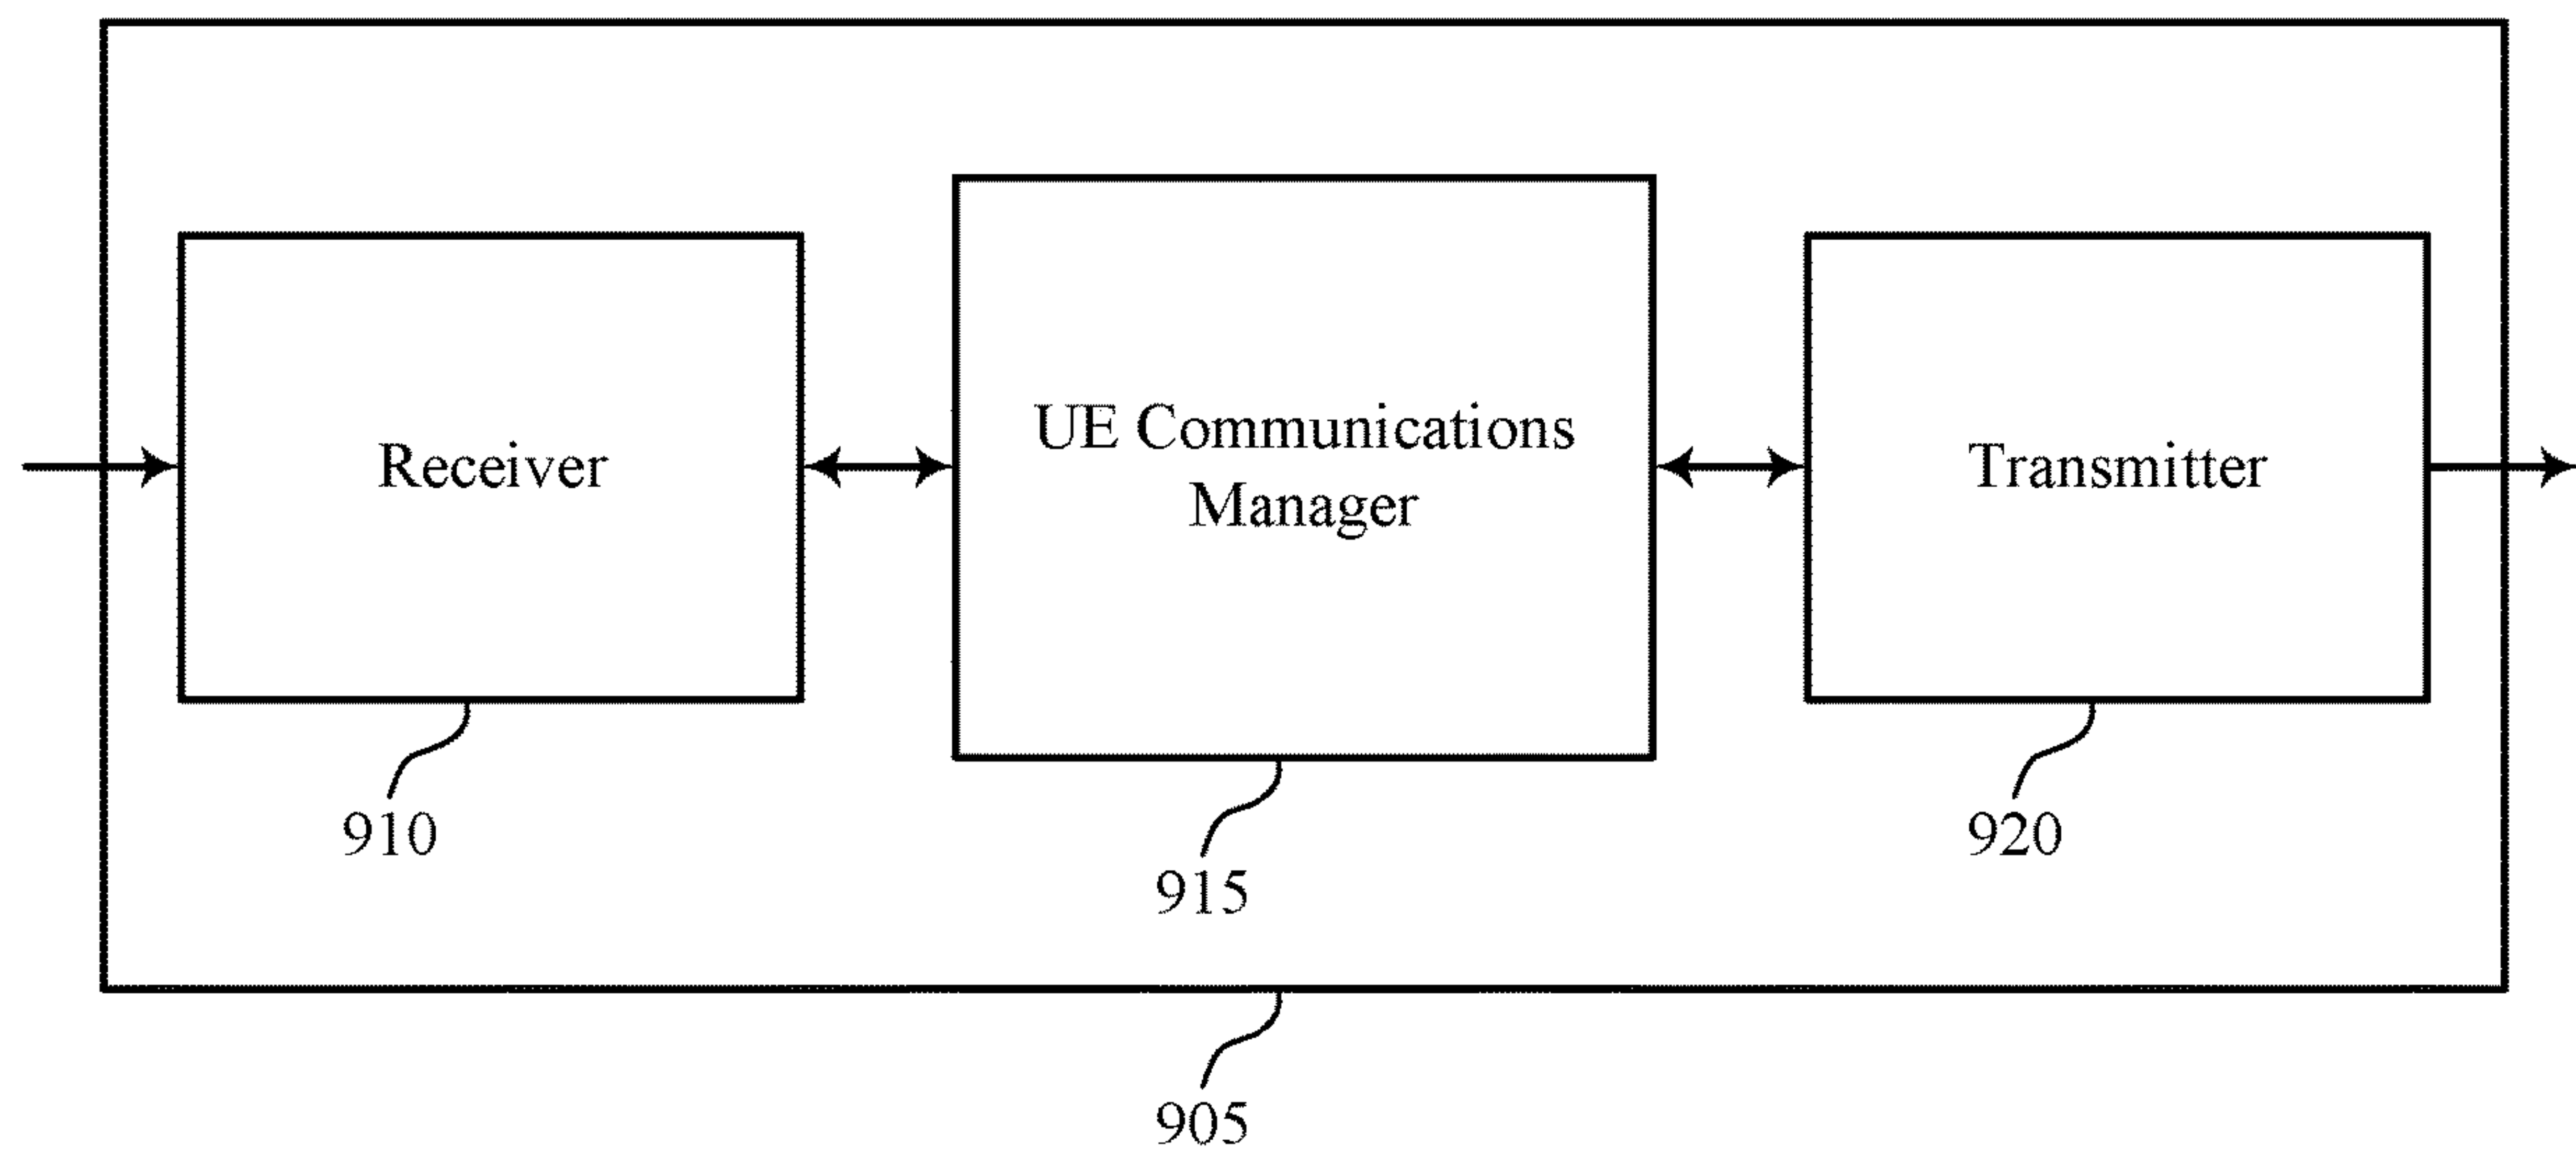 Receiver
UE Communications
Manager
Transmitter
910
915
920
905